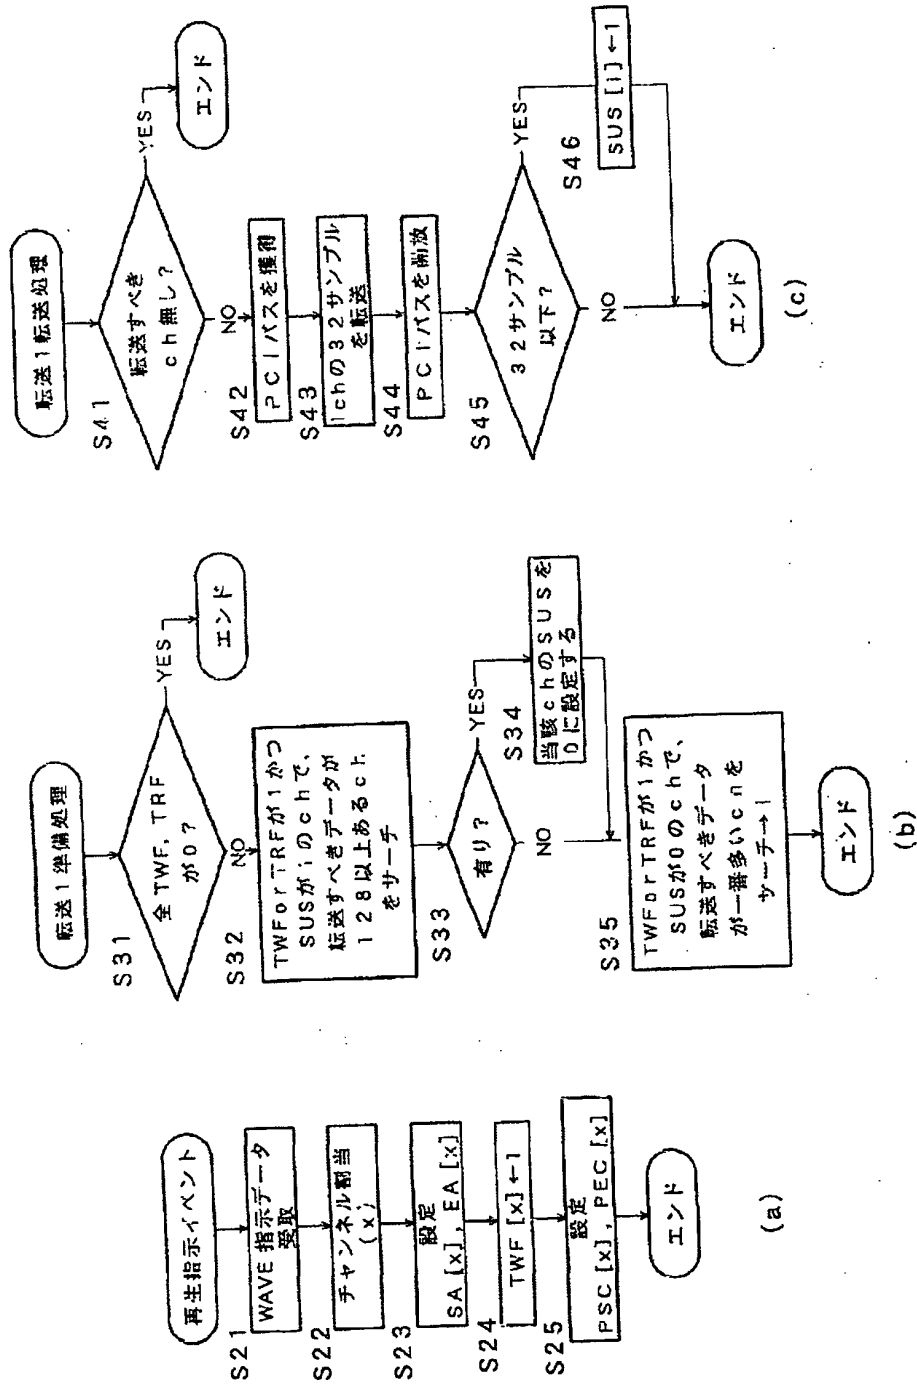 再生指示イベント
S21
WAVE指示データ
受取
S22
チャンネル割当
(x)
S23
設定
SA[x], EA[x]
S24
TWF[x]←1
S25
設定
PSC[x], PEC[x]
エンド
(a)
転送1準備処理
S31
全TWF, TRF
が0?
YES
エンド
NO
S32
TWForTRFが1かつ
SUSが1のchで、
転送すべきデータが
128以上あるch
をサーチ
S33
有り?
YES
S34
当該chのSUSを
0に設定する
NO
S35
TWForTRFが1かつ
SUSが0のchで、
転送すべきデータ
が一番多いchを
サーチ→l
エンド
(b)
転送1転送処理
S41
転送すべき
ch無し?
YES
エンド
NO
S42
PCIバスを獲得
S43
lchの32サンプル
を転送
S44
PCIバスを開放
S45
32サンプル
以下?
YES
S46
SUS[l]←1
NO
エンド
(c)